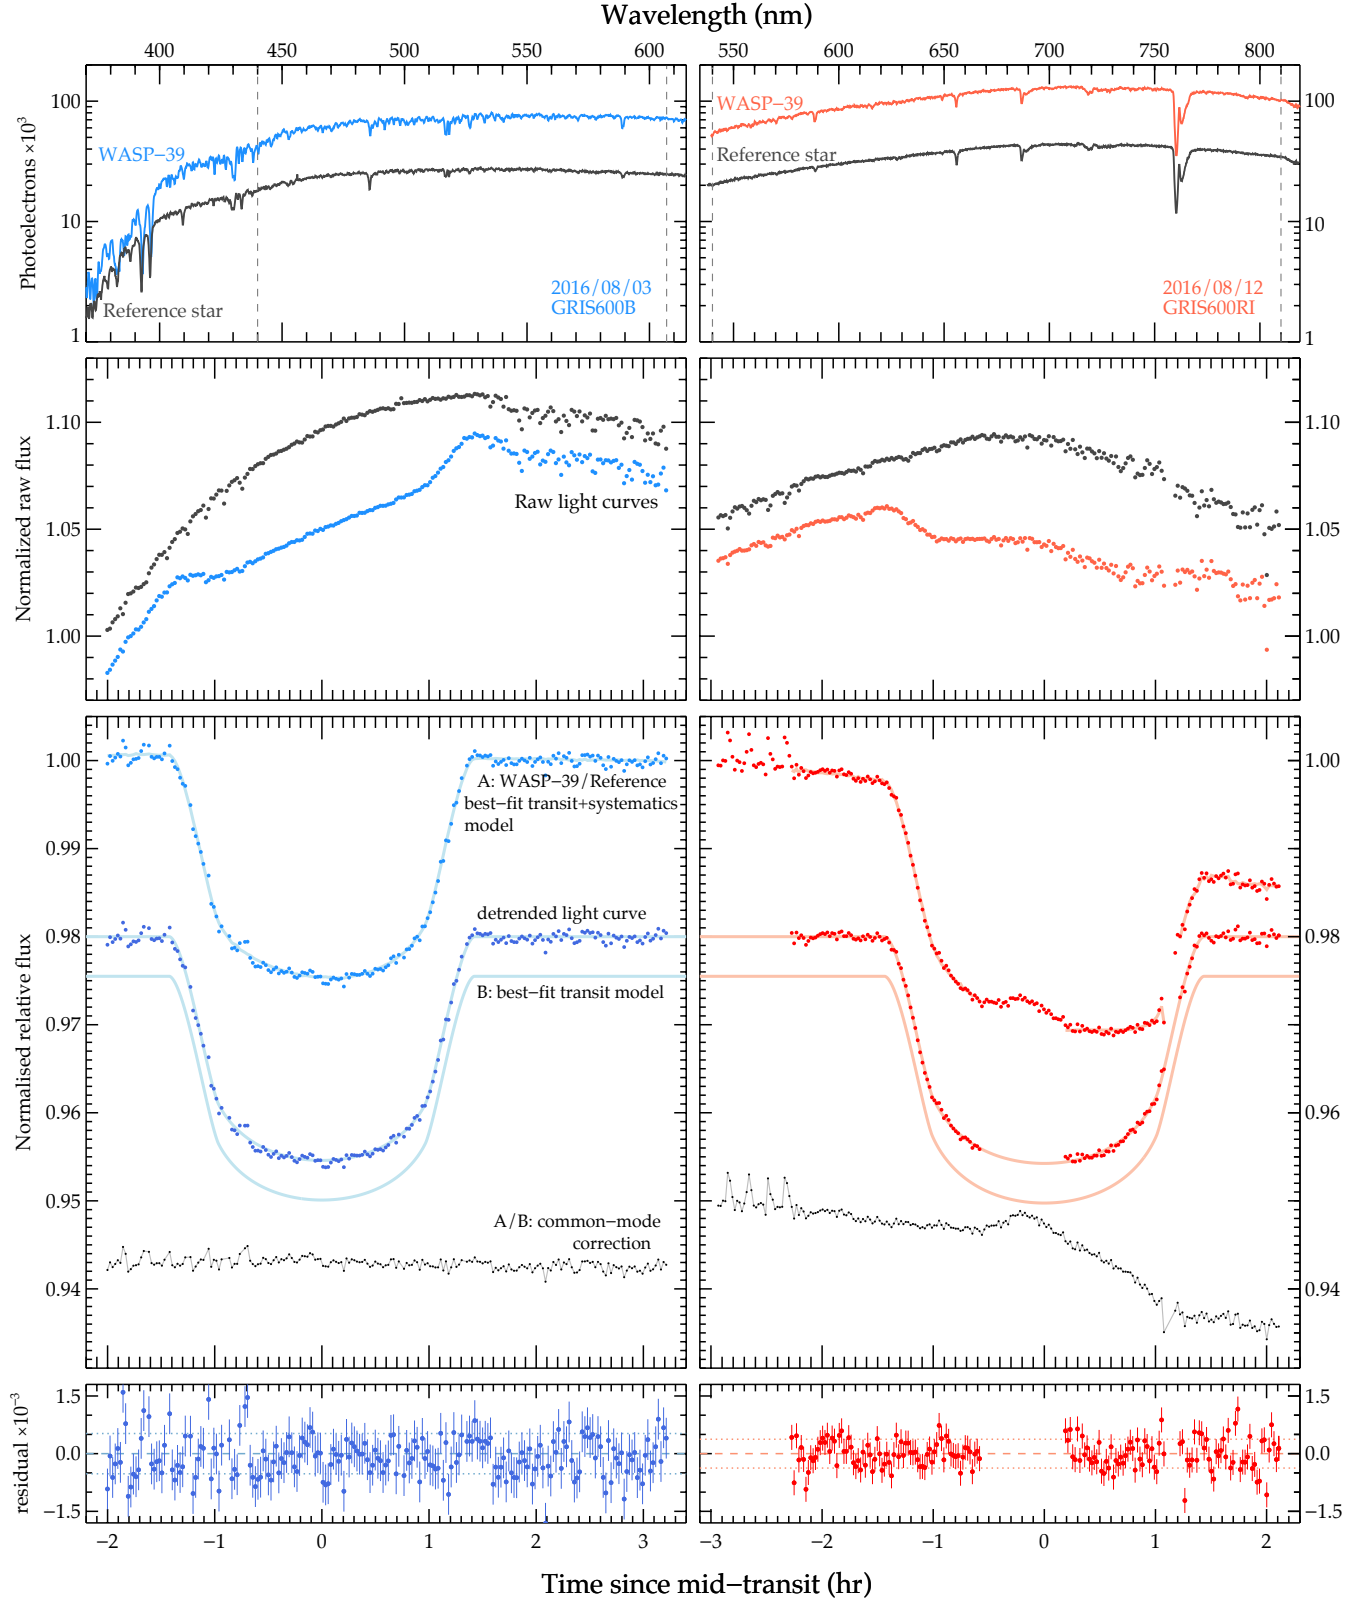 Wavelength (nm)
400 450 500 550 600
550 600 650 700 750 800
Photoelectrons ×10³
100
10
1
WASP−39
Reference star
2016/08/03
GRIS600B
WASP−39
Reference star
2016/08/12
GRIS600RI
100
10
1
Normalized raw flux
1.10
1.05
1.00
Raw light curves
1.10
1.05
1.00
Normalised relative flux
1.00
0.99
0.98
0.97
0.96
0.95
0.94
A: WASP−39/Reference
best−fit transit+systematics
model
detrended light curve
B: best−fit transit model
A/B: common−mode
correction
1.00
0.98
0.96
0.94
residual ×10⁻³
1.5
0.0
−1.5
1.5
0.0
−1.5
−2 −1 0 1 2 3
−3 −2 −1 0 1 2
Time since mid−transit (hr)